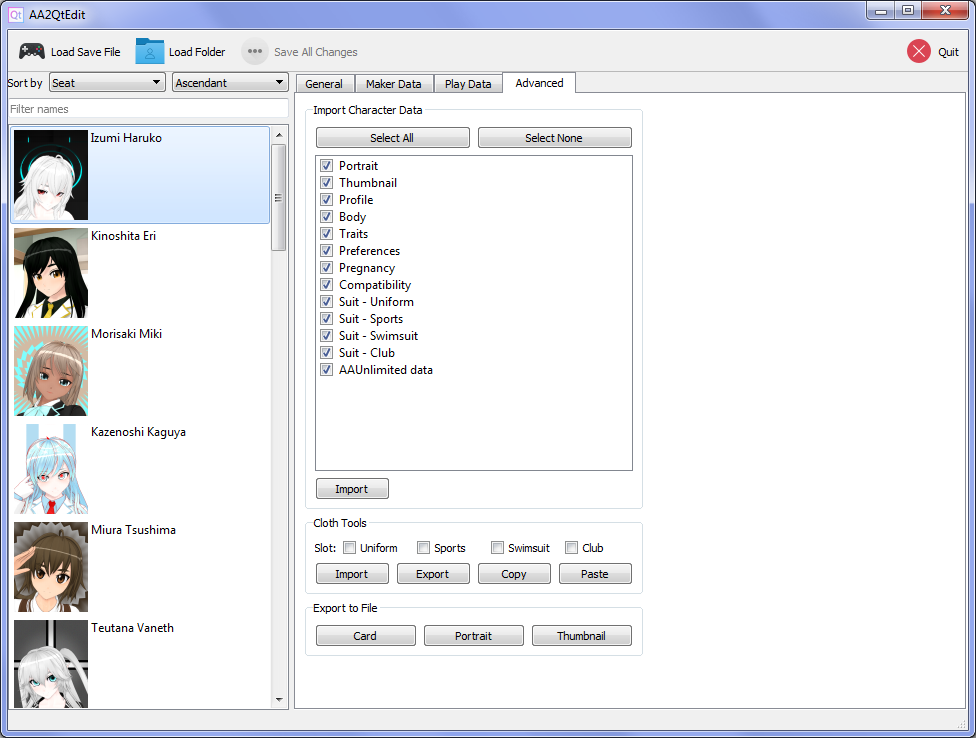 Qt AA2QtEdit
Load Save File Load Folder Save All Changes Quit
Sort by Seat Ascendant
Filter names
Izumi Haruko
Kinoshita Eri
Morisaki Miki
Kazenoshi Kaguya
Miura Tsushima
Teutana Vaneth
General Maker Data Play Data Advanced
Import Character Data
Select All Select None
Portrait
Thumbnail
Profile
Body
Traits
Preferences
Pregnancy
Compatibility
Suit - Uniform
Suit - Sports
Suit - Swimsuit
Suit - Club
AAUnlimited data
Import
Cloth Tools
Slot: Uniform Sports Swimsuit Club
Import Export Copy Paste
Export to File
Card Portrait Thumbnail